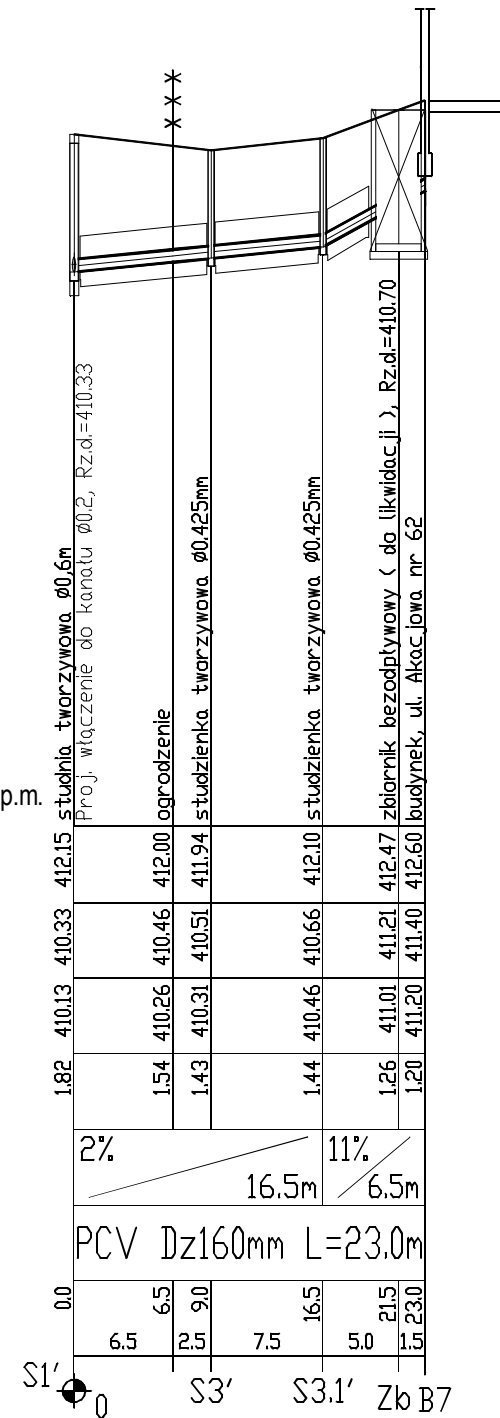 studnia tworzywowa ø0,6m
Proj. włączenie do kanału ø0.2, Rz.d.=410.33
ogrodzenie
studzienka tworzywowa ø0.425mm
studzienka tworzywowa ø0.425mm
zbiornik bezodpływowy ( do likwidacji ), Rz.d.=410.70
budynek, ul. Akacjowa nr 62
p.m.
412.15 412.00 411.94 412.10 412.47 412.60
410.33 410.46 410.51 410.66 411.21 411.40
410.13 410.26 410.31 410.46 411.01 411.20
1.82 1.54 1.43 1.44 1.26 1.20
2% 11%
16.5m 6.5m
PCV Dz160mm L=23.0m
0.0 6.5 9.0 16.5 21.5 23.0
6.5 2.5 7.5 5.0 1.5
S1' 0 S3' S3.1' Zb B7